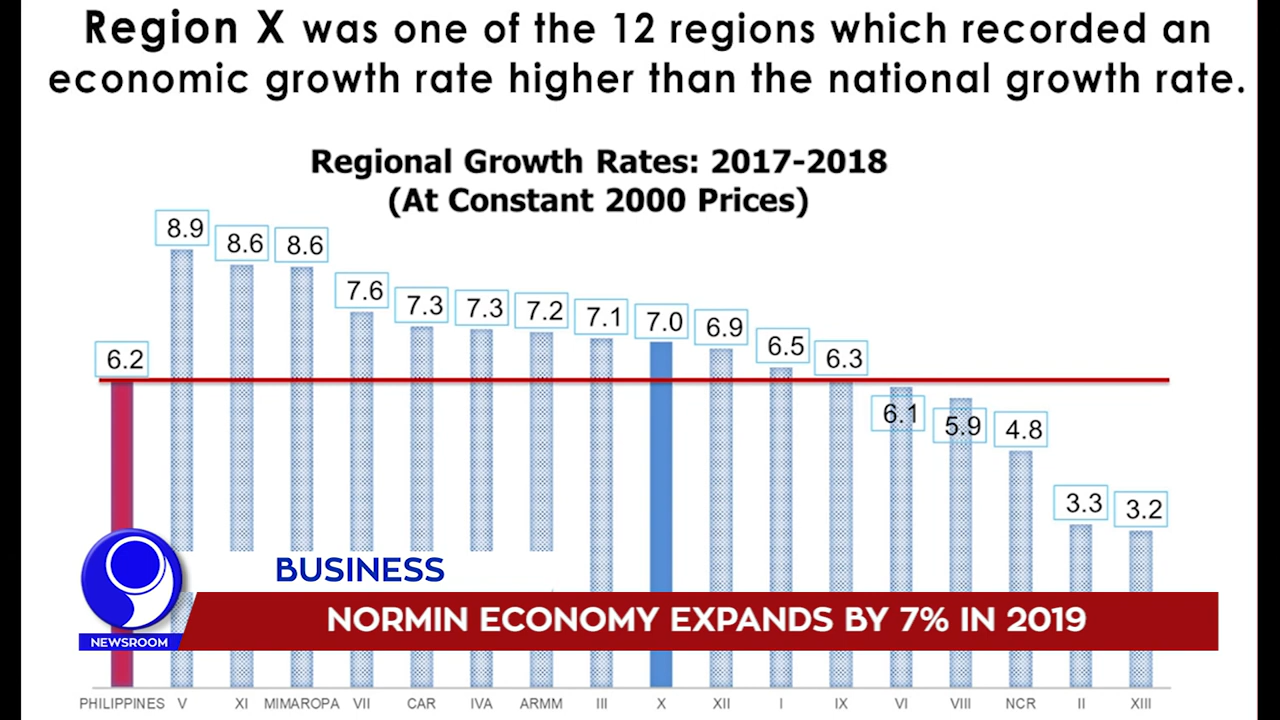 Region X was one of the 12 regions which recorded an
economic growth rate higher than the national growth rate.
Regional Growth Rates: 2017-2018
(At Constant 2000 Prices)
6.2 8.9 8.6 8.6 7.6 7.3 7.3 7.2 7.1 7.0 6.9 6.5 6.3 6.1 5.9 4.8 3.3 3.2
BUSINESS
NORMIN ECONOMY EXPANDS BY 7% IN 2019
NEWSROOM
PHILIPPINES V XI MIMAROPA VII CAR IVA ARMM III X XII I IX VI VIII NCR II XIII